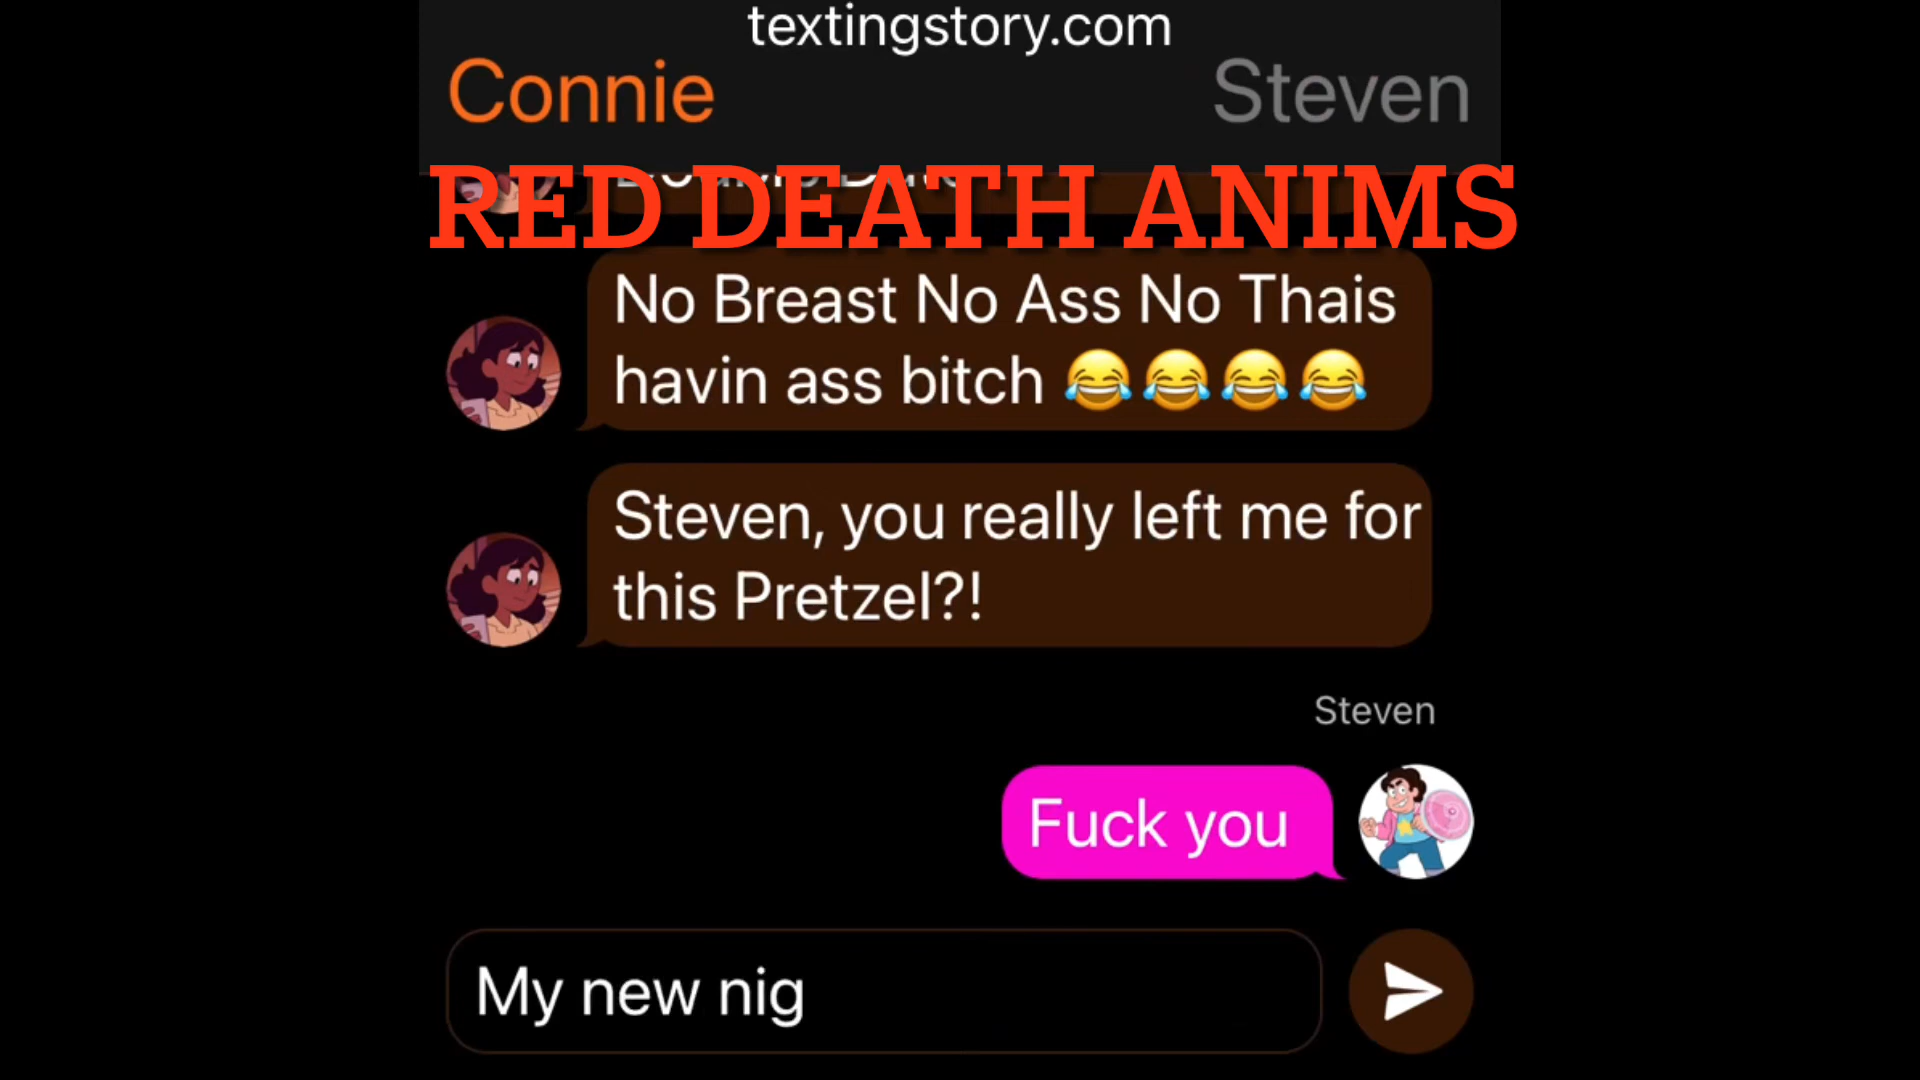 textingstory.com
Connie
Steven
RED DEATH ANIMS
No Breast No Ass No Thais
havin ass bitch 😂😂😂😂
Steven, you really left me for
this Pretzel?!
Steven
Fuck you
My new nig